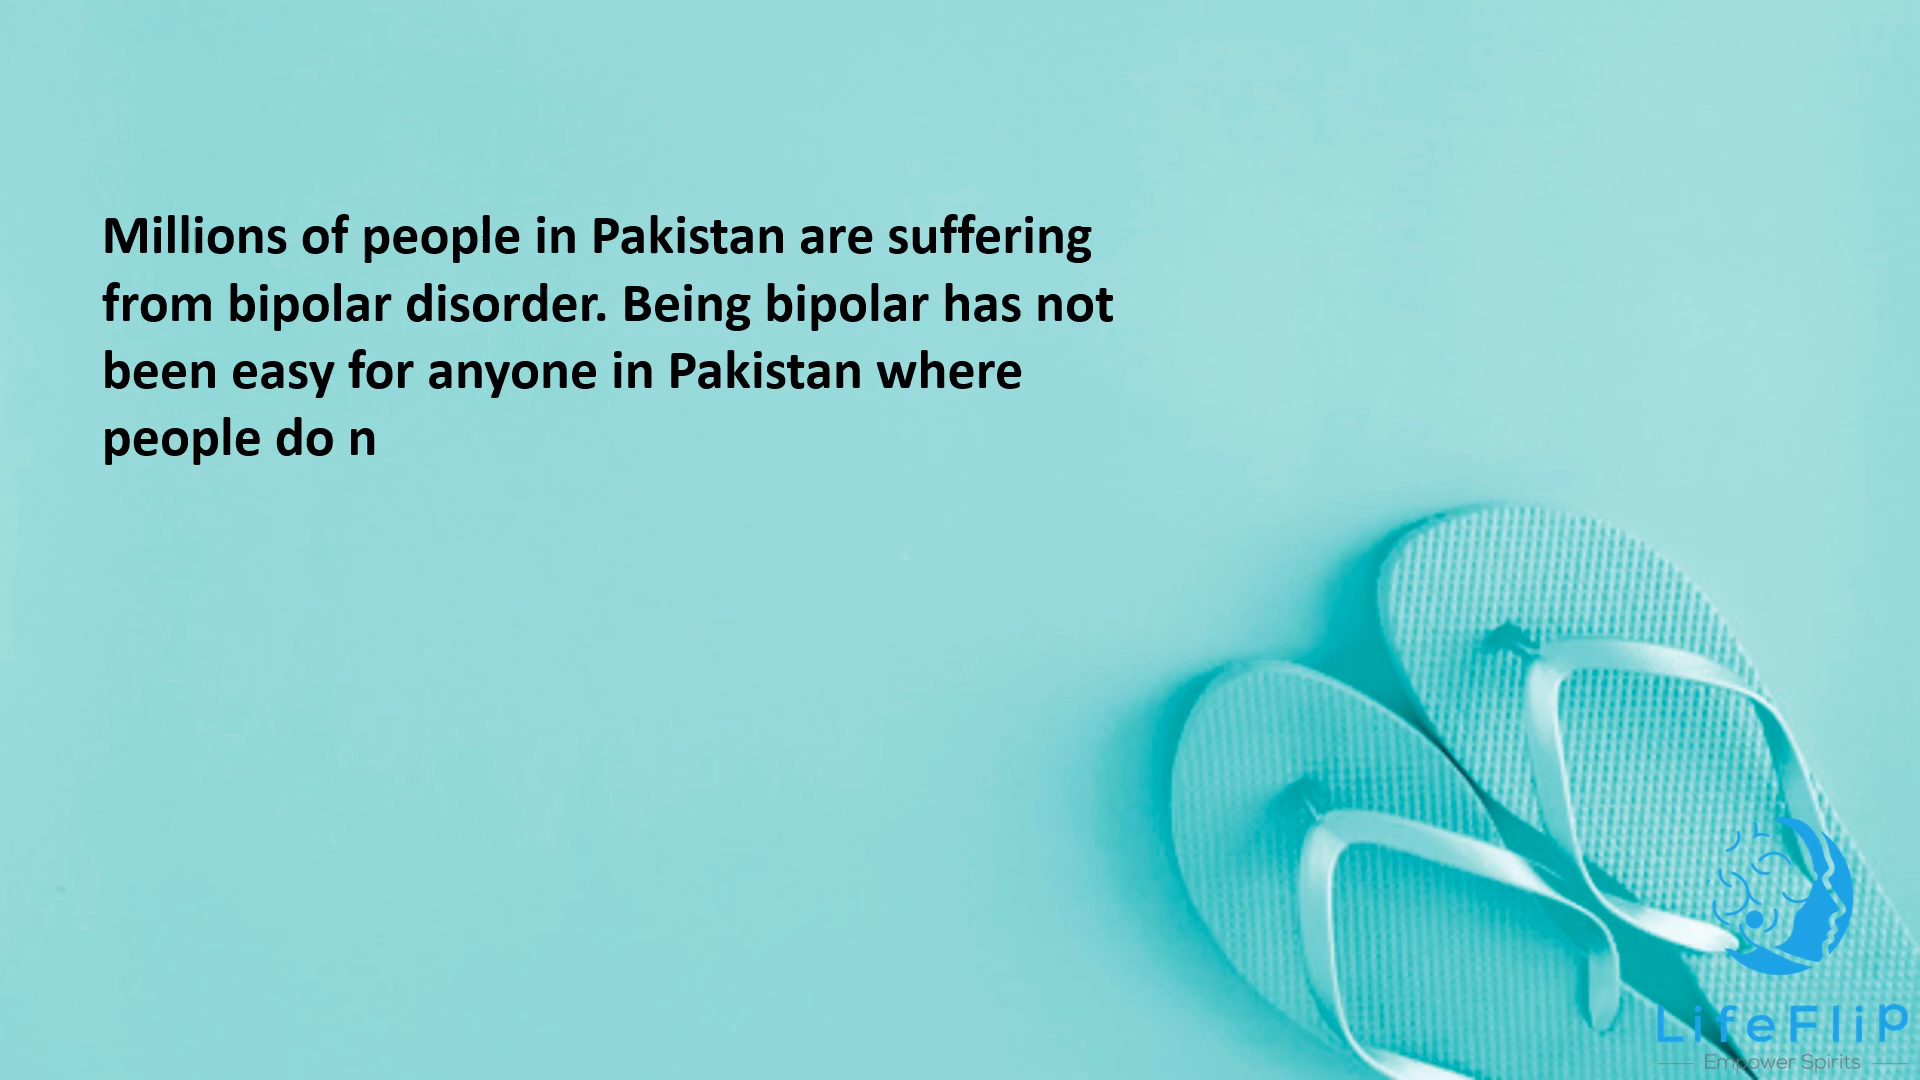 Millions of people in Pakistan are suffering
from bipolar disorder. Being bipolar has not
been easy for anyone in Pakistan where
people do n
LifeFlip
Empower Spirits